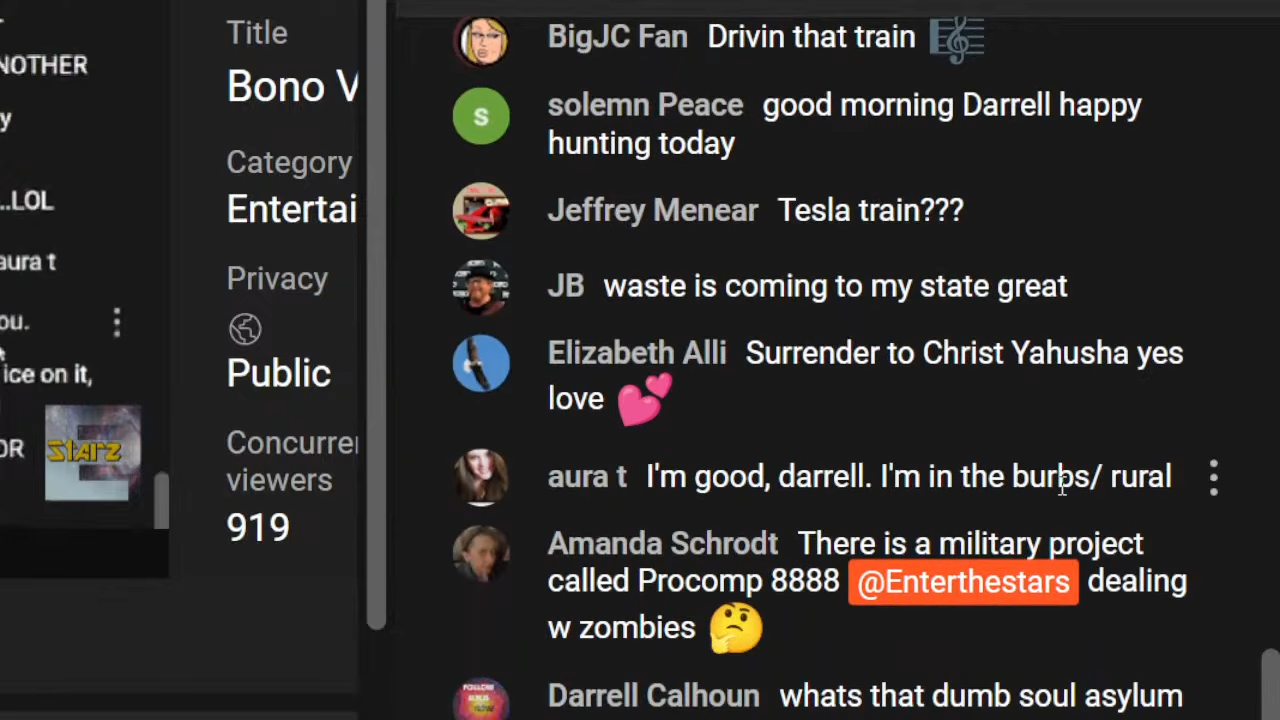 NOTHER
y
..LOL
aura t
ou.
ice on it,
OR
STARZ
Title
Bono V
Category
Entertai
Privacy
Public
Concurre
viewers
919
BigJC Fan Drivin that train 🎼
solemn Peace good morning Darrell happy
hunting today
S
Jeffrey Menear Tesla train???
JB waste is coming to my state great
Elizabeth Alli Surrender to Christ Yahusha yes
love 💕
aura t I'm good, darrell. I'm in the burbs/ rural
Amanda Schrodt There is a military project
called Procomp 8888 @Enterthestars dealing
w zombies 🤔
FOLLOW
Darrell Calhoun whats that dumb soul asylum